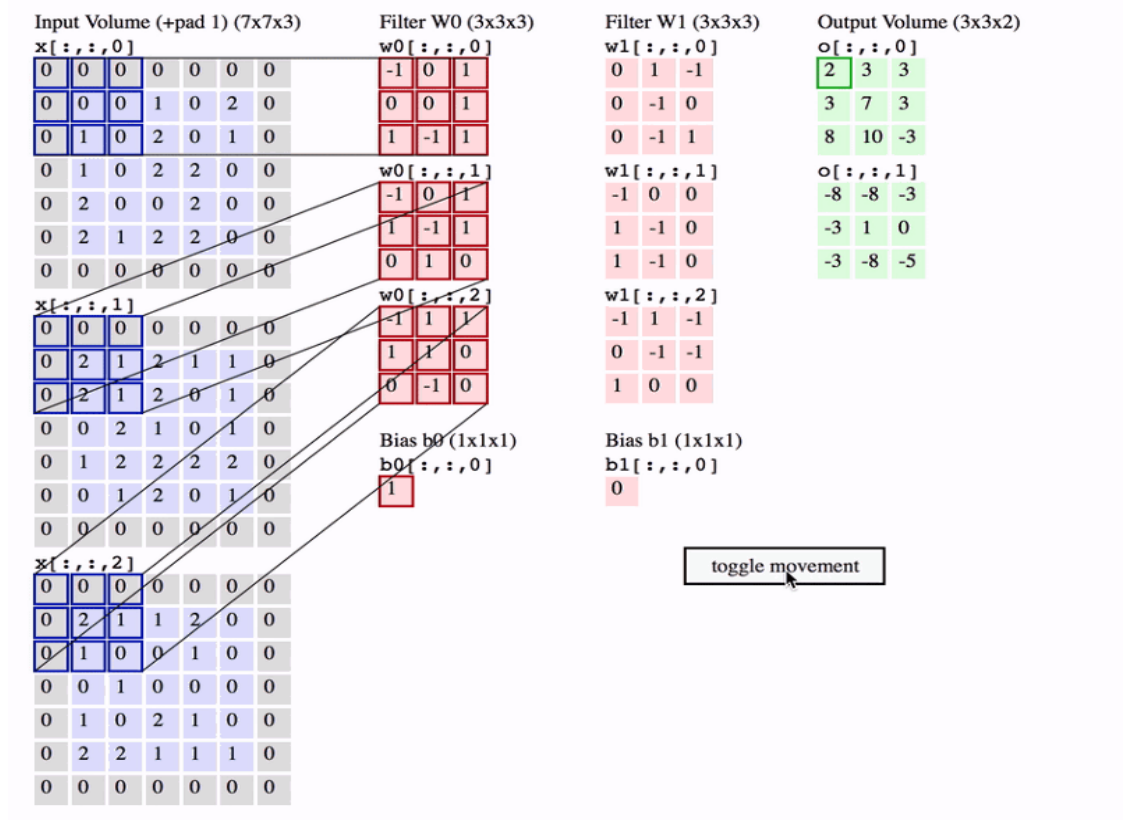 Input Volume (+pad 1) (7x7x3)
x[:,:,0]
0 0 0 0 0 0 0
0 0 0 1 0 2 0
0 1 0 2 0 1 0
0 1 0 2 2 0 0
0 2 0 0 2 0 0
0 2 1 2 2 0 0
0 0 0 0 0 0 0
x[:,:,1]
0 0 0 0 0 0 0
0 2 1 2 1 1 0
0 2 1 2 0 1 0
0 0 2 1 0 1 0
0 1 2 2 2 2 0
0 0 1 2 0 1 0
0 0 0 0 0 0 0
x[:,:,2]
0 0 0 0 0 0 0
0 2 1 1 2 0 0
0 1 0 0 1 0 0
0 0 1 0 0 0 0
0 1 0 2 1 0 0
0 2 2 1 1 1 0
0 0 0 0 0 0 0
Filter W0 (3x3x3)
w0[:,:,0]
-1 0 1
0 0 1
1 -1 1
w0[:,:,1]
-1 0 1
1 -1 1
0 1 0
w0[:,:,2]
-1 1 1
1 1 0
0 -1 0
Bias b0 (1x1x1)
b0[:,:,0]
1
Filter W1 (3x3x3)
w1[:,:,0]
0 1 -1
0 -1 0
0 -1 1
w1[:,:,1]
-1 0 0
1 -1 0
1 -1 0
w1[:,:,2]
-1 1 -1
0 -1 -1
1 0 0
Bias b1 (1x1x1)
b1[:,:,0]
0
Output Volume (3x3x2)
o[:,:,0]
2 3 3
3 7 3
8 10 -3
o[:,:,1]
-8 -8 -3
-3 1 0
-3 -8 -5
toggle movement